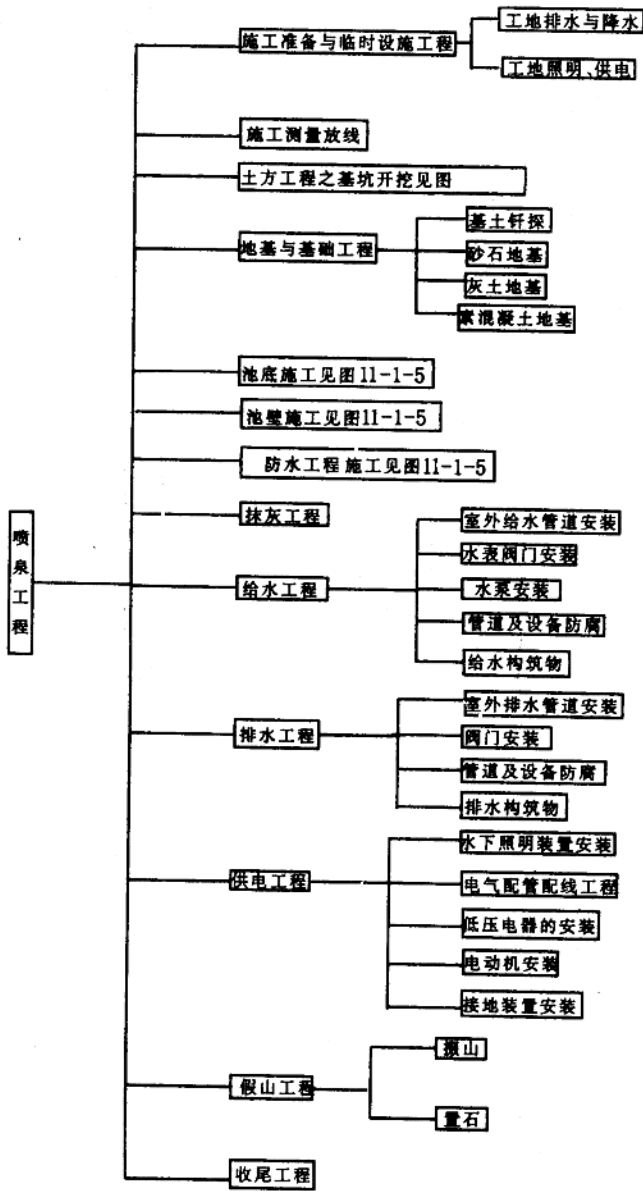 喷泉工程
施工准备与临时设施工程
工地排水与降水
工地照明、供电
施工测量放线
土方工程之基坑开挖见图
地基与基础工程
基土钎探
砂石地基
灰土地基
素混凝土地基
池底施工见图11-1-5
池壁施工见图11-1-5
防水工程施工见图11-1-5
抹灰工程
给水工程
室外给水管道安装
水表阀门安装
水泵安装
管道及设备防腐
给水构筑物
排水工程
室外排水管道安装
阀门安装
管道及设备防腐
排水构筑物
供电工程
水下照明装置安装
电气配管配线工程
低压电器的安装
电动机安装
接地装置安装
假山工程
掇山
置石
收尾工程